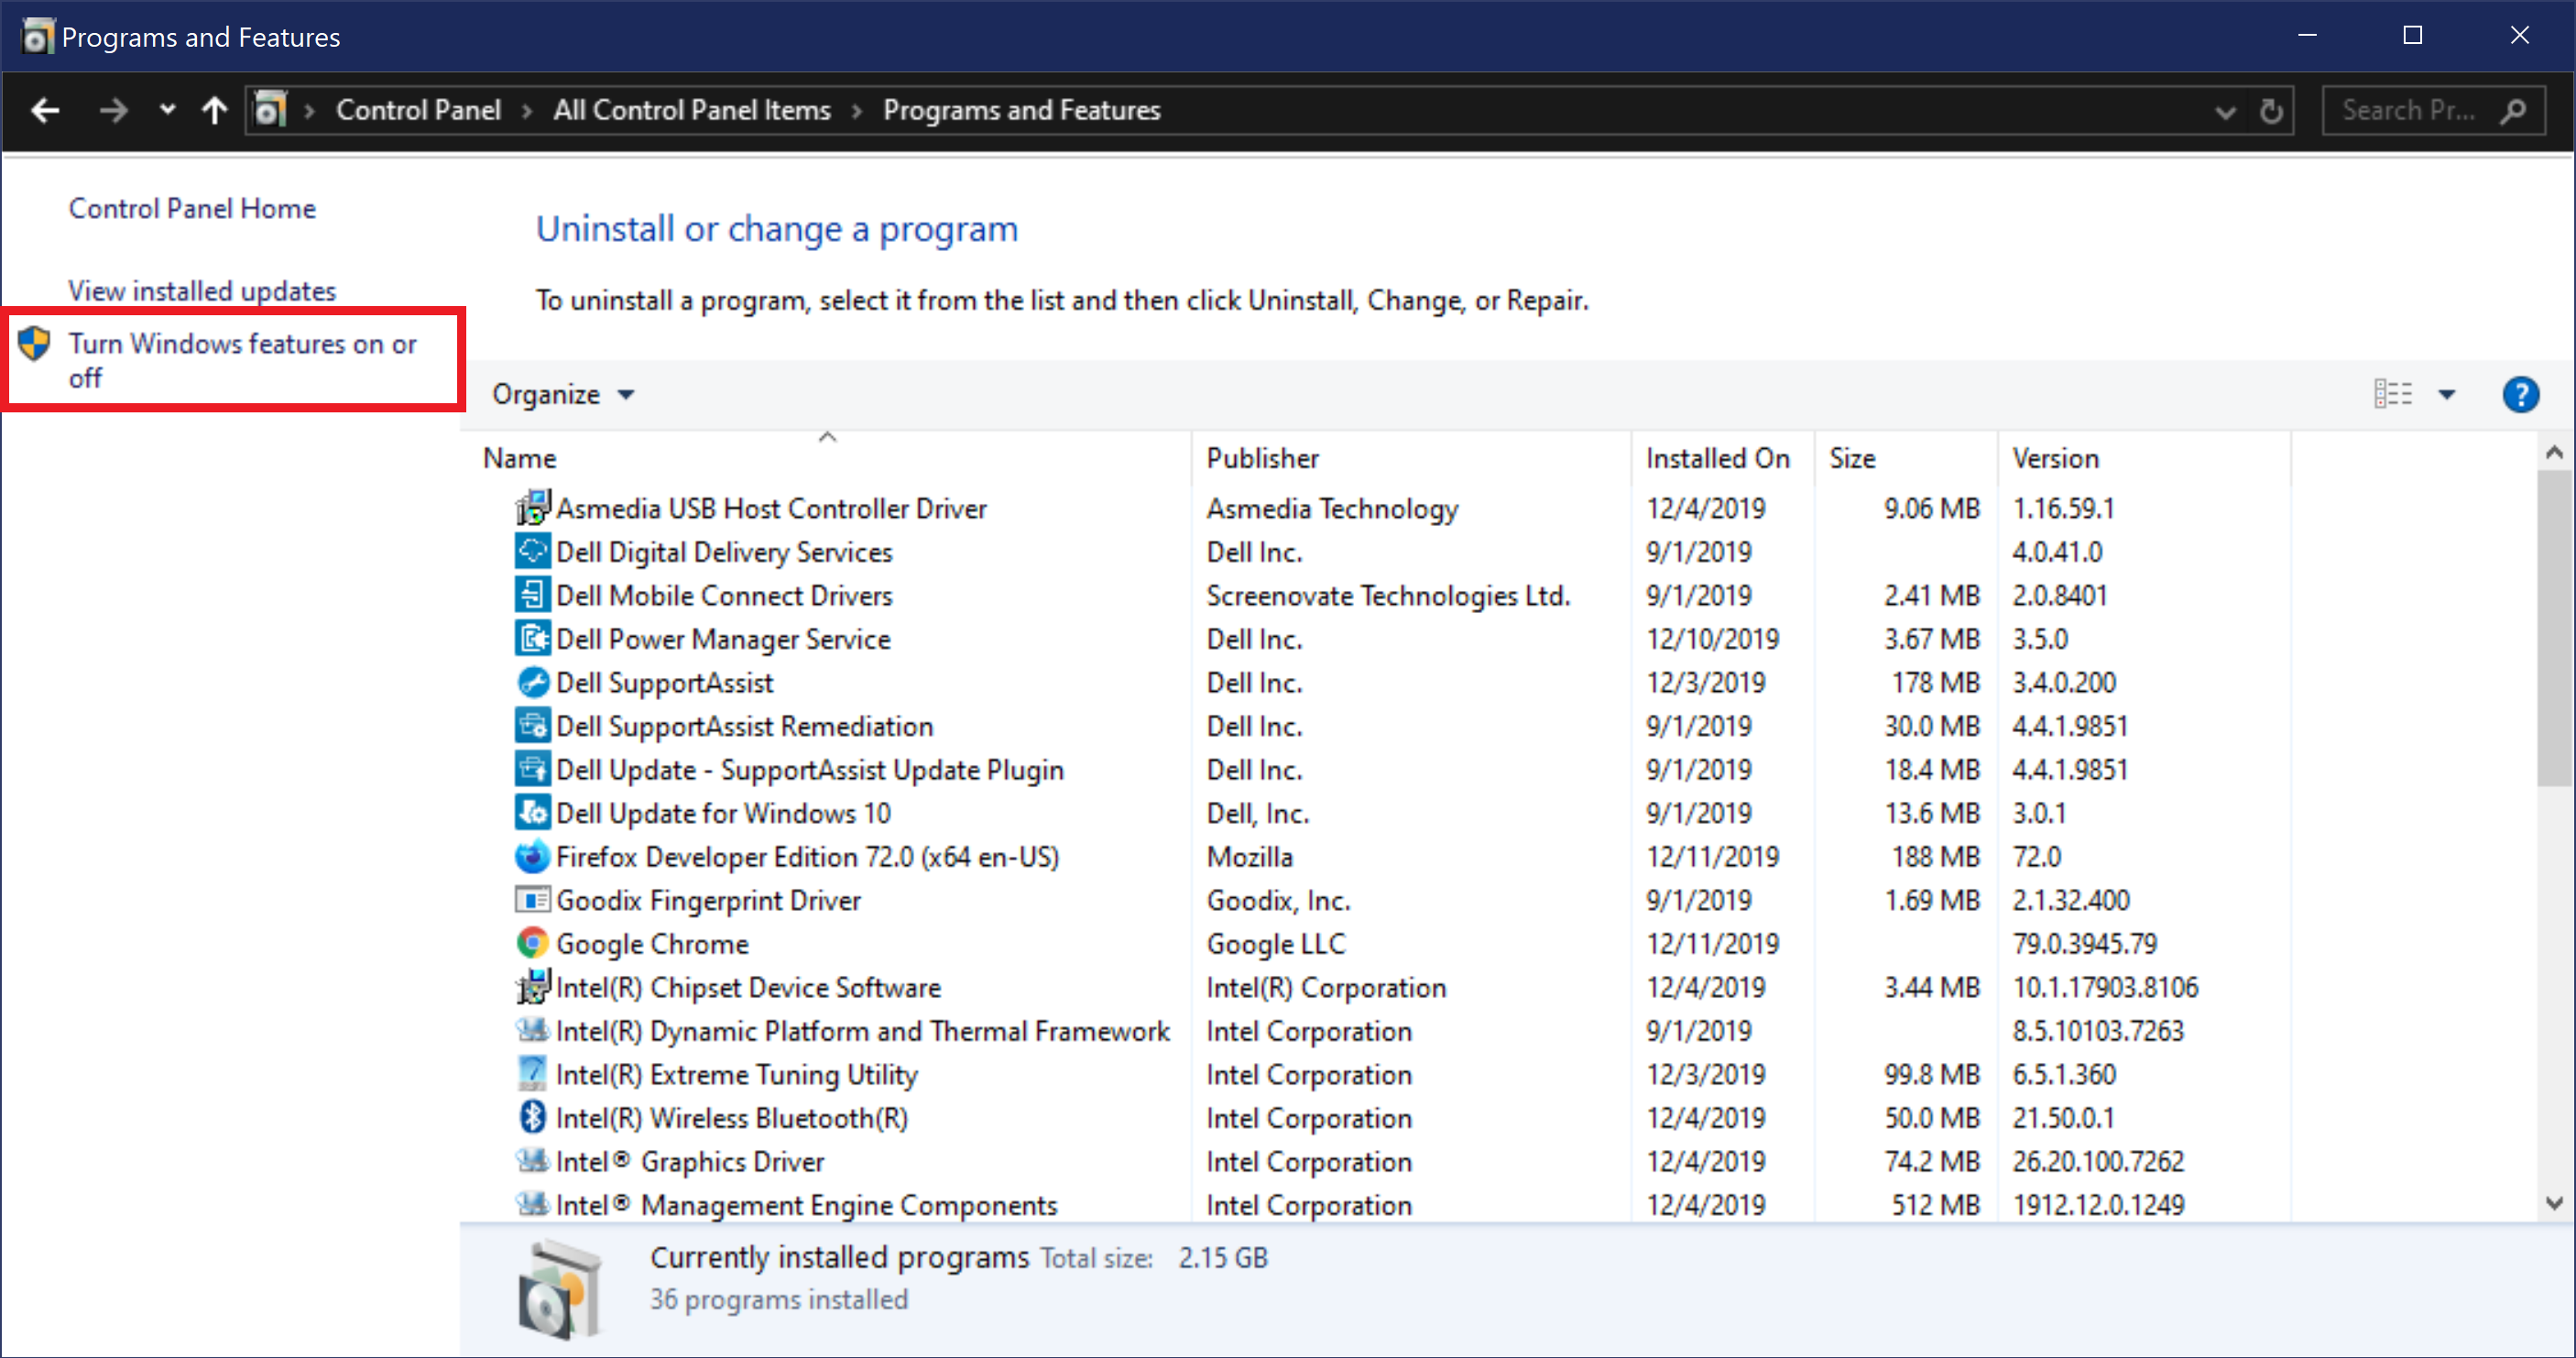 Programs and Features
Control Panel > All Control Panel Items > Programs and Features
Search Pr...
Control Panel Home
View installed updates
Turn Windows features on or
off
Uninstall or change a program
To uninstall a program, select it from the list and then click Uninstall, Change, or Repair.
Organize
Name Publisher Installed On Size Version
Asmedia USB Host Controller Driver Asmedia Technology 12/4/2019 9.06 MB 1.16.59.1
Dell Digital Delivery Services Dell Inc. 9/1/2019 4.0.41.0
Dell Mobile Connect Drivers Screenovate Technologies Ltd. 9/1/2019 2.41 MB 2.0.8401
Dell Power Manager Service Dell Inc. 12/10/2019 3.67 MB 3.5.0
Dell SupportAssist Dell Inc. 12/3/2019 178 MB 3.4.0.200
Dell SupportAssist Remediation Dell Inc. 9/1/2019 30.0 MB 4.4.1.9851
Dell Update - SupportAssist Update Plugin Dell Inc. 9/1/2019 18.4 MB 4.4.1.9851
Dell Update for Windows 10 Dell, Inc. 9/1/2019 13.6 MB 3.0.1
Firefox Developer Edition 72.0 (x64 en-US) Mozilla 12/11/2019 188 MB 72.0
Goodix Fingerprint Driver Goodix, Inc. 9/1/2019 1.69 MB 2.1.32.400
Google Chrome Google LLC 12/11/2019 79.0.3945.79
Intel(R) Chipset Device Software Intel(R) Corporation 12/4/2019 3.44 MB 10.1.17903.8106
Intel(R) Dynamic Platform and Thermal Framework Intel Corporation 9/1/2019 8.5.10103.7263
Intel(R) Extreme Tuning Utility Intel Corporation 12/3/2019 99.8 MB 6.5.1.360
Intel(R) Wireless Bluetooth(R) Intel Corporation 12/4/2019 50.0 MB 21.50.0.1
Intel® Graphics Driver Intel Corporation 12/4/2019 74.2 MB 26.20.100.7262
Intel® Management Engine Components Intel Corporation 12/4/2019 512 MB 1912.12.0.1249
Currently installed programs Total size: 2.15 GB
36 programs installed